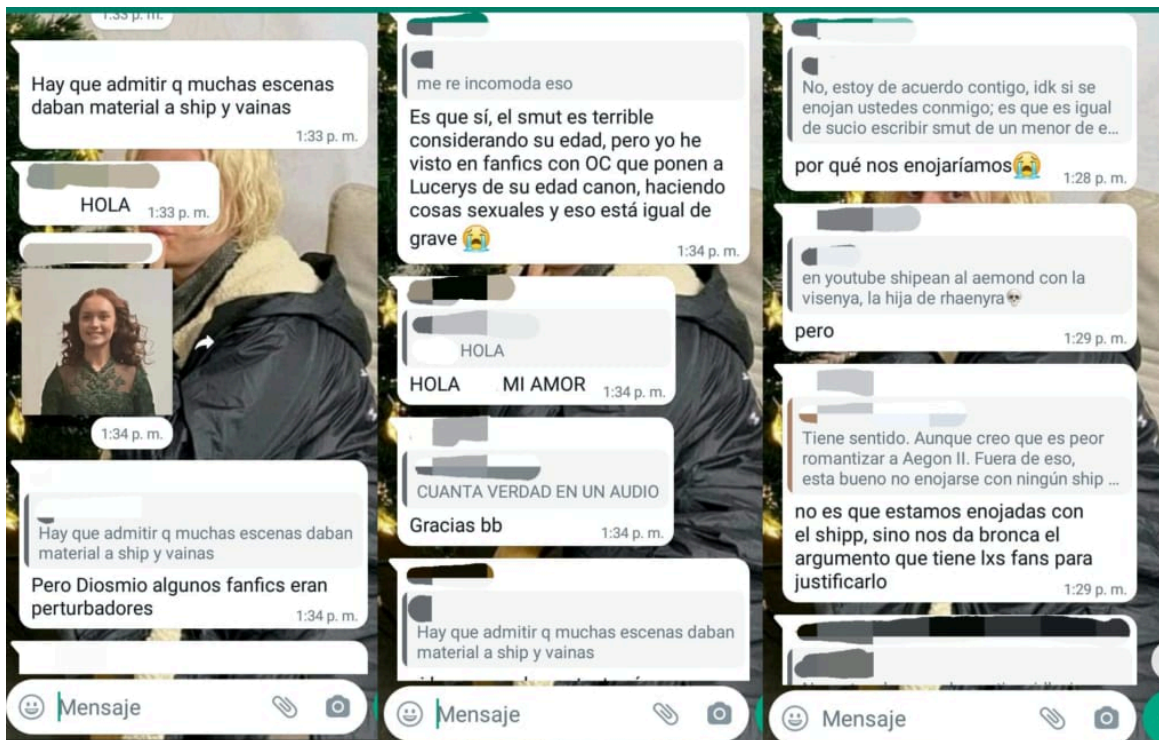 1:33 p. m.
Hay que admitir q muchas escenas
daban material a ship y vainas
1:33 p. m.
HOLA
1:33 p. m.
1:34 p. m.
Hay que admitir q muchas escenas daban
material a ship y vainas
Pero Diosmio algunos fanfics eran
perturbadores
1:34 p. m.
Mensaje
me re incomoda eso
Es que sí, el smut es terrible
considerando su edad, pero yo he
visto en fanfics con OC que ponen a
Lucerys de su edad canon, haciendo
cosas sexuales y eso está igual de
grave 😭
1:34 p. m.
HOLA
HOLA MI AMOR
1:34 p. m.
CUANTA VERDAD EN UN AUDIO
Gracias bb
1:34 p. m.
Hay que admitir q muchas escenas daban
material a ship y vainas
Mensaje
No, estoy de acuerdo contigo, idk si se
enojan ustedes conmigo; es que es igual
de sucio escribir smut de un menor de e...
por qué nos enojaríamos😭
1:28 p. m.
en youtube shipean al aemond con la
visenya, la hija de rhaenyra💀
pero
1:29 p. m.
Tiene sentido. Aunque creo que es peor
romantizar a Aegon II. Fuera de eso,
esta bueno no enojarse con ningún ship ...
no es que estamos enojadas con
el shipp, sino nos da bronca el
argumento que tiene lxs fans para
justificarlo
1:29 p. m.
Mensaje